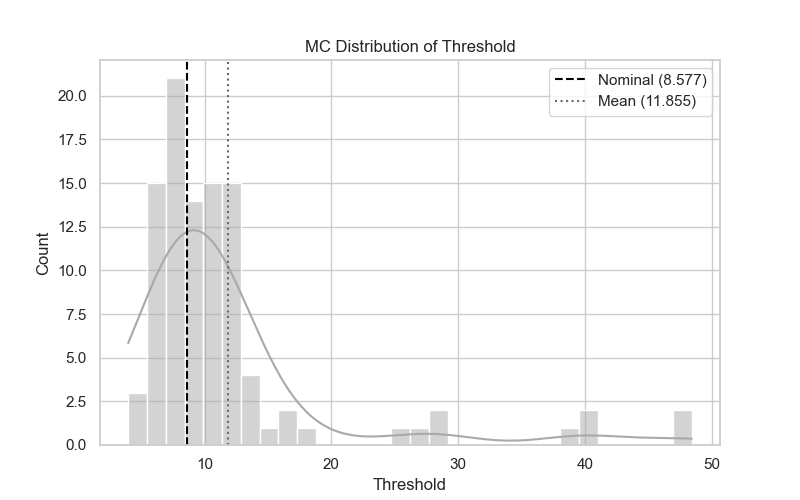 MC Distribution of Threshold
Nominal (8.577)
Mean (11.855)
20.0
17.5
15.0
12.5
10.0
7.5
5.0
2.5
0.0
Count
10
20
30
40
50
Threshold